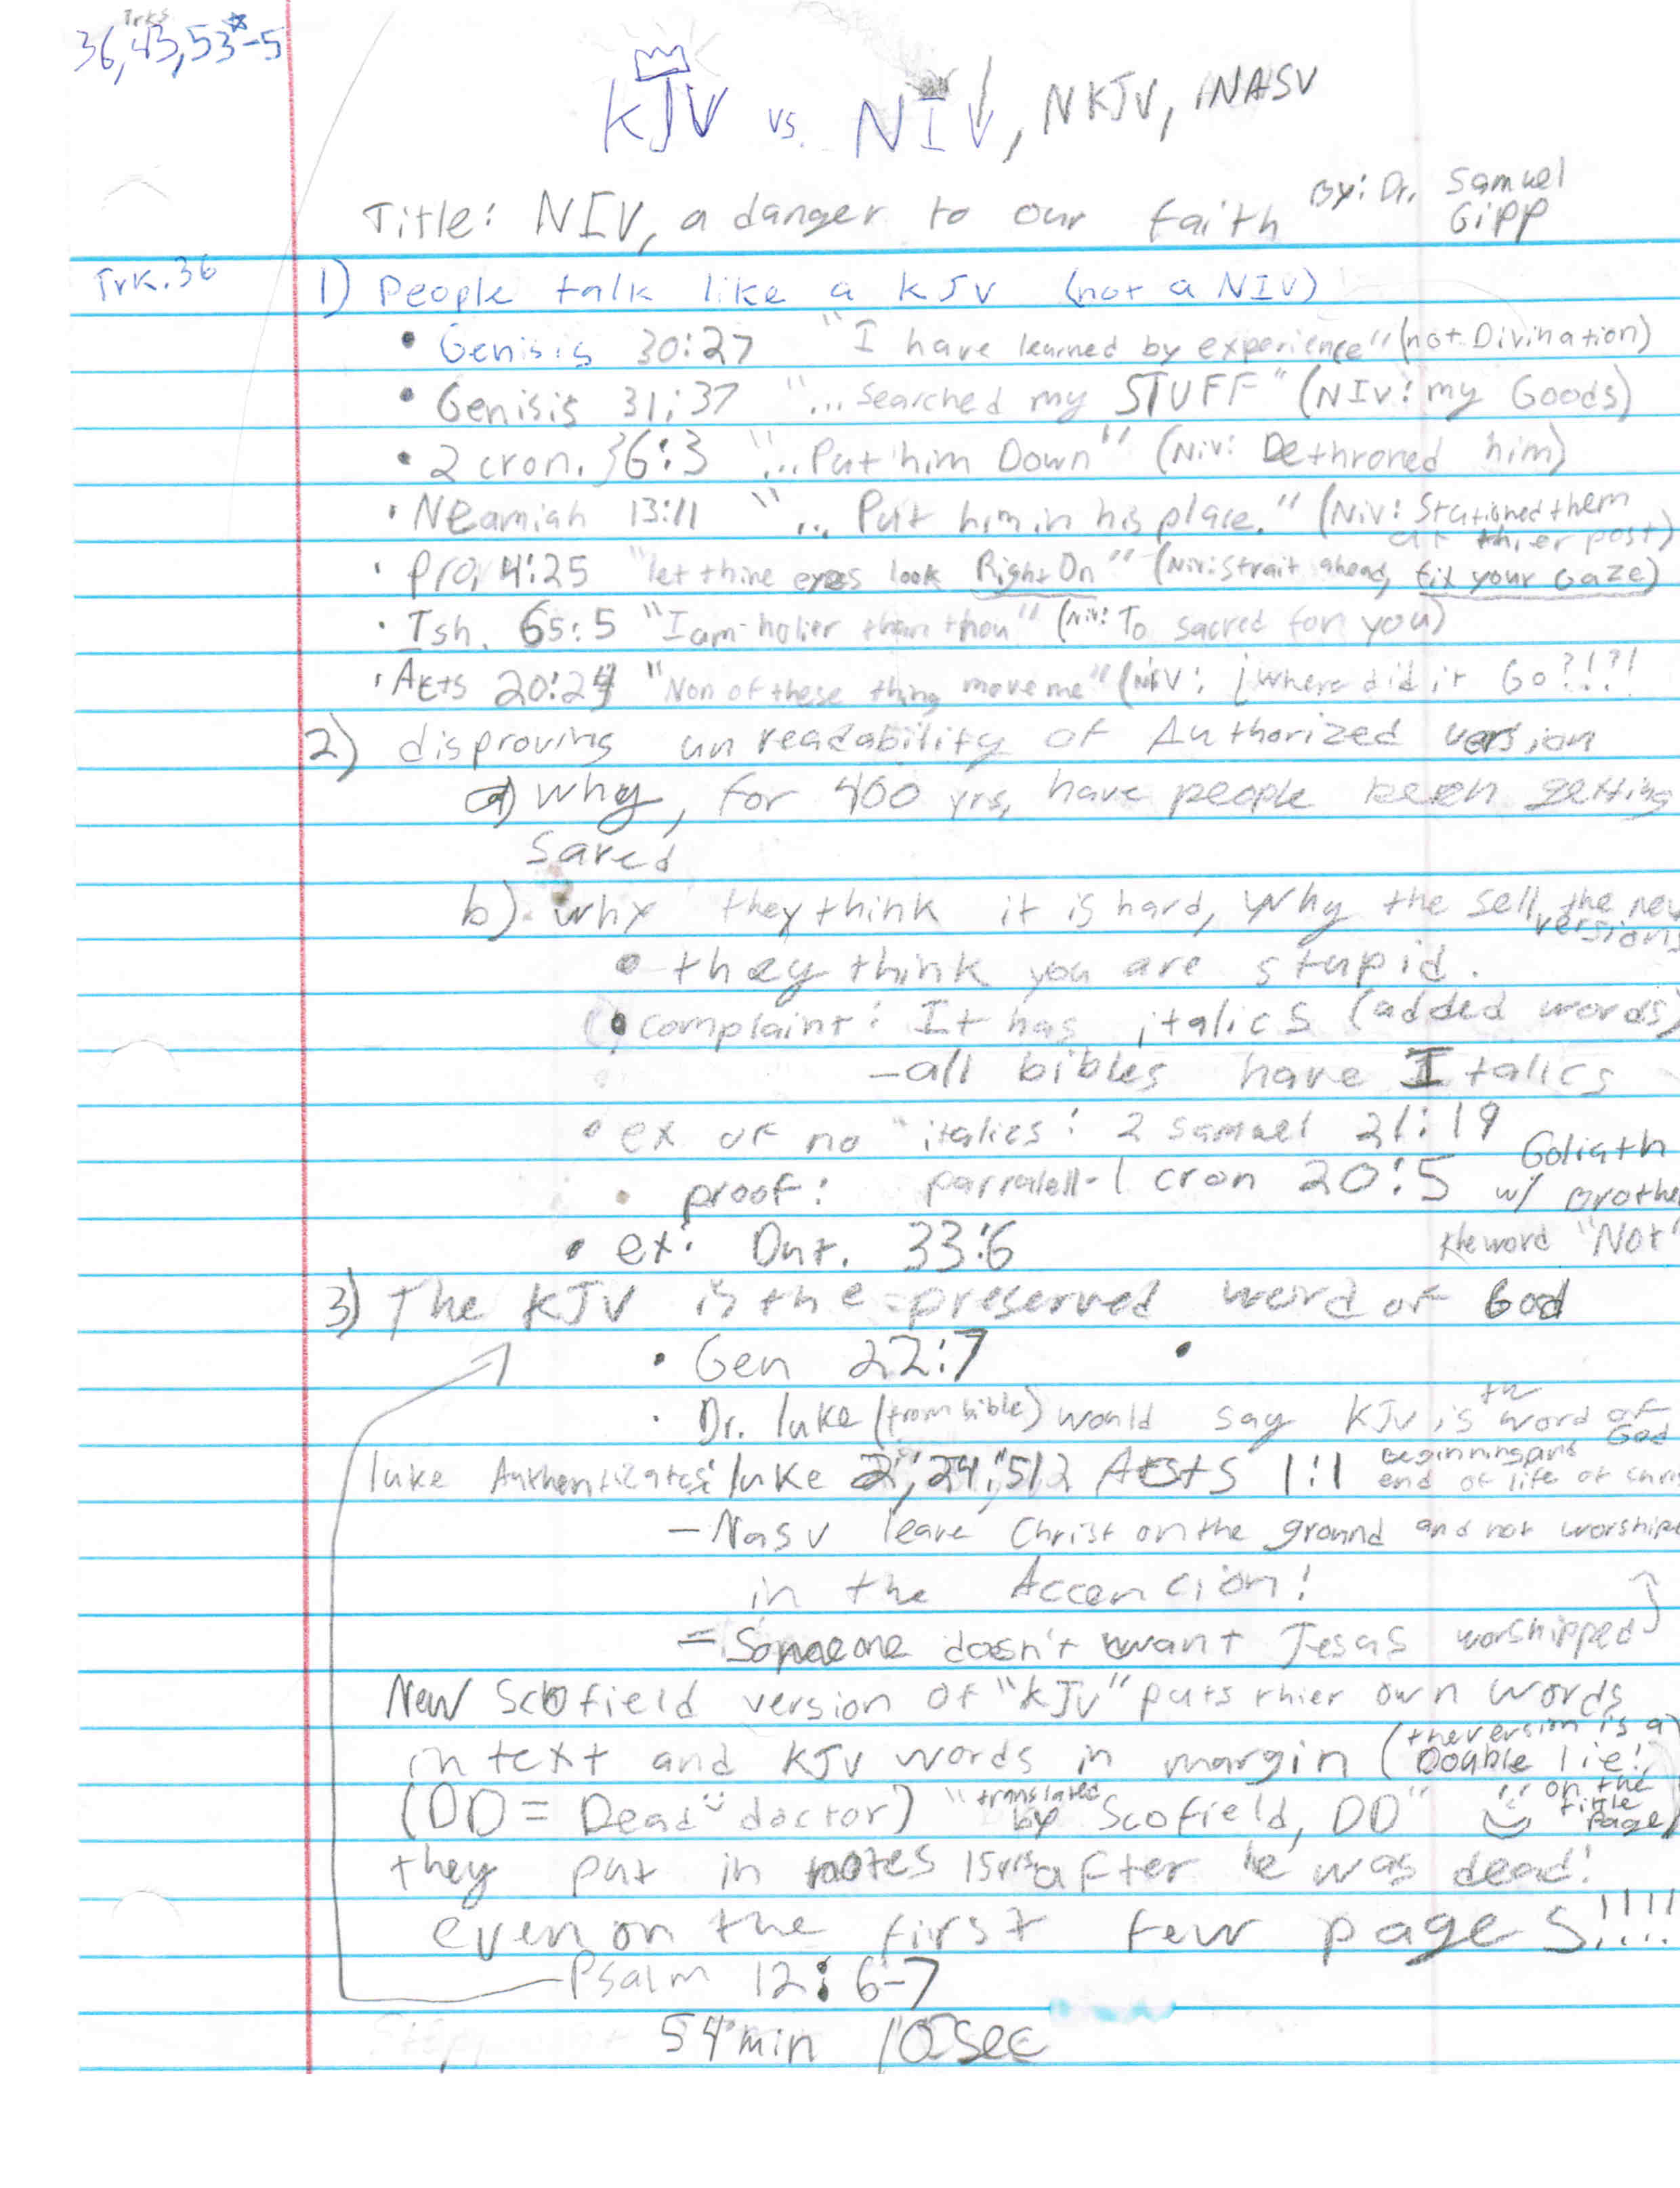 Trks
36,43,53*-5
KJV vs. NIV, NKJV, NASV
Title: NIV, a danger to our faith By: Dr. Samuel Gipp
Trk.36
1) People talk like a KJV (not a NIV)
• Genisis 30:27 "I have learned by experience" (not Divination)
• Genisis 31:37 "...searched my STUFF" (NIV: my Goods)
• 2 cron. 36:3 "...Put him Down" (Niv: Dethroned him)
• Neamiah 13:11 "... Put him in his place." (Niv: Stationed them
at thier post)
• pro, 4:25 "let thine eyes look Right On" (Niv: Strait ahead, fix your Gaze)
• Ish. 65:5 "I am holier than thou" (Niv: To sacred for you)
• Acts 20:24 "Non of these thing move me" (NIV: where did it Go?!?!
2) disproving unreadability of Authorized version
a) why, for 400 yrs, have people been getting
saved
b) why they think it is hard, Why the sell the new
versions
• they think you are stupid.
• complaint: It has italics (added words)
- all bibles have Italics
• ex of no italics: 2 samuel 21:19 Goliath
• proof: parralell - 1 cron 20:5 w/ Brothe
• ex: Dut. 33:6 the word "Not"
3) The KJV is the preserved word of God
• Gen 22:7 •
• Dr. luke (from bible) would say KJV is the word of
God
luke Authenticates: luke 24:51,2 Acts 1:1 Beginning and
end of life of Chri
- Nasv leave Christ on the ground and not worshipe
in the Accencion!
= Someone doesn't want Jesas worshipped
New Scofield version of "KJV" puts thier own words
in text and KJV words in margin (the version is a
Double lie!
(DD = Dead doctor) "translated by Scofield, DD" on the
title
page)
they put in notes 15 yrs after he was dead!
even on the first few pages!!!!
Psalm 12:6-7
54 min 10 sec